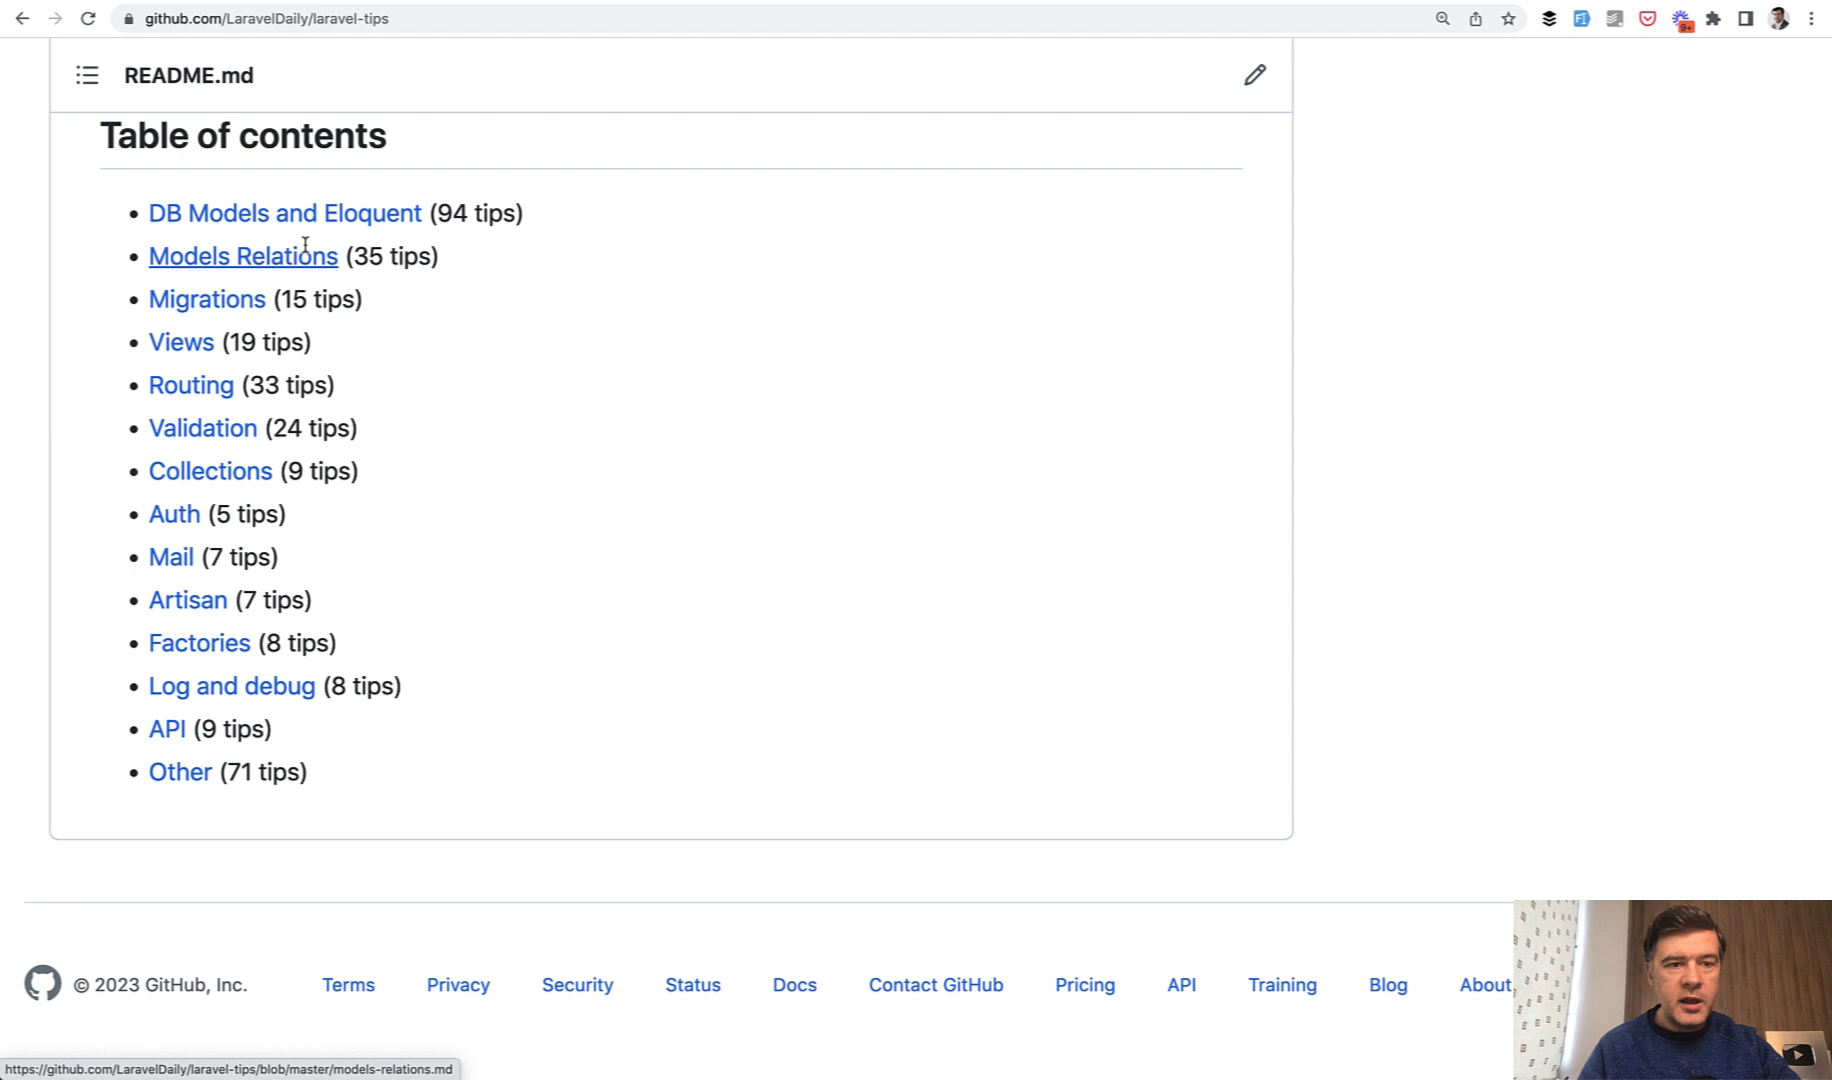 github.com/LaravelDaily/laravel-tips
9+
README.md
Table of contents
• DB Models and Eloquent (94 tips)
• Models Relations (35 tips)
• Migrations (15 tips)
• Views (19 tips)
• Routing (33 tips)
• Validation (24 tips)
• Collections (9 tips)
• Auth (5 tips)
• Mail (7 tips)
• Artisan (7 tips)
• Factories (8 tips)
• Log and debug (8 tips)
• API (9 tips)
• Other (71 tips)
© 2023 GitHub, Inc. Terms Privacy Security Status Docs Contact GitHub Pricing API Training Blog About
https://github.com/LaravelDaily/laravel-tips/blob/master/models-relations.md